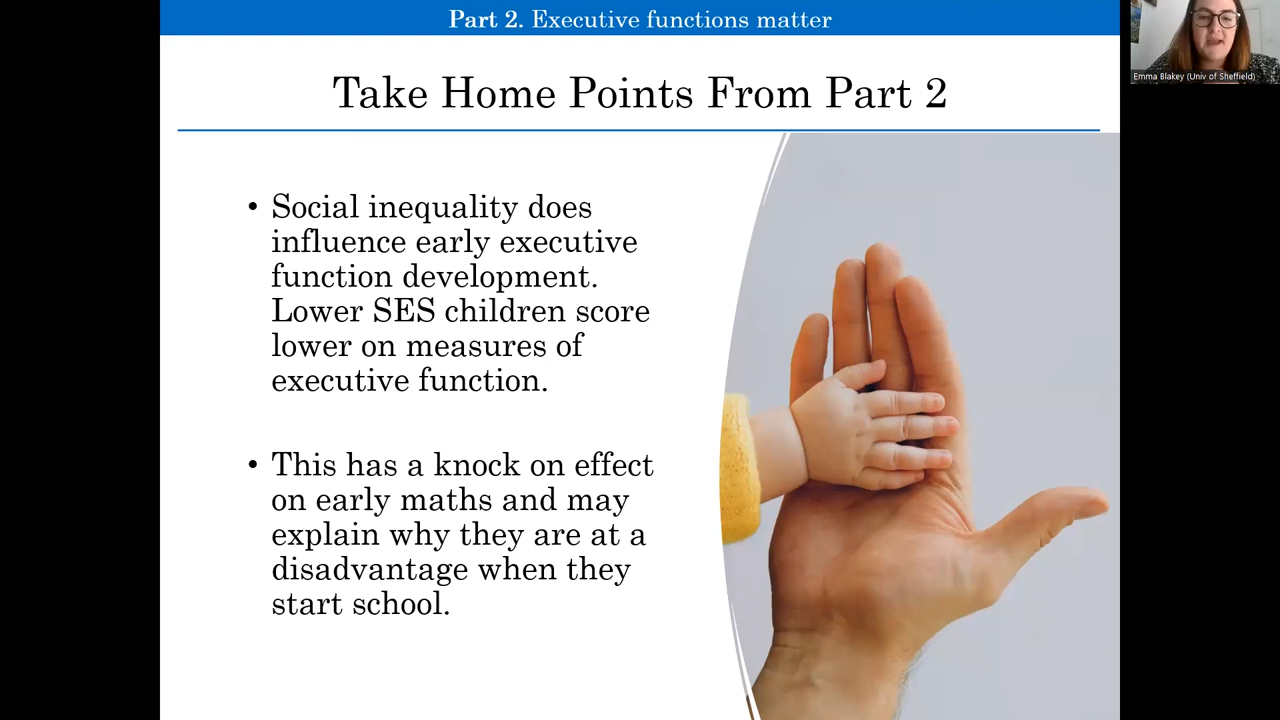 Part 2. Executive functions matter
Emma Blakey (Univ of Sheffield)
Take Home Points From Part 2
• Social inequality does
influence early executive
function development.
Lower SES children score
lower on measures of
executive function.
• This has a knock on effect
on early maths and may
explain why they are at a
disadvantage when they
start school.